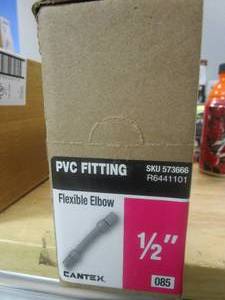 PVC FITTING
SKU 573666
R6441101
Flexible Elbow
½"
CANTEX
085